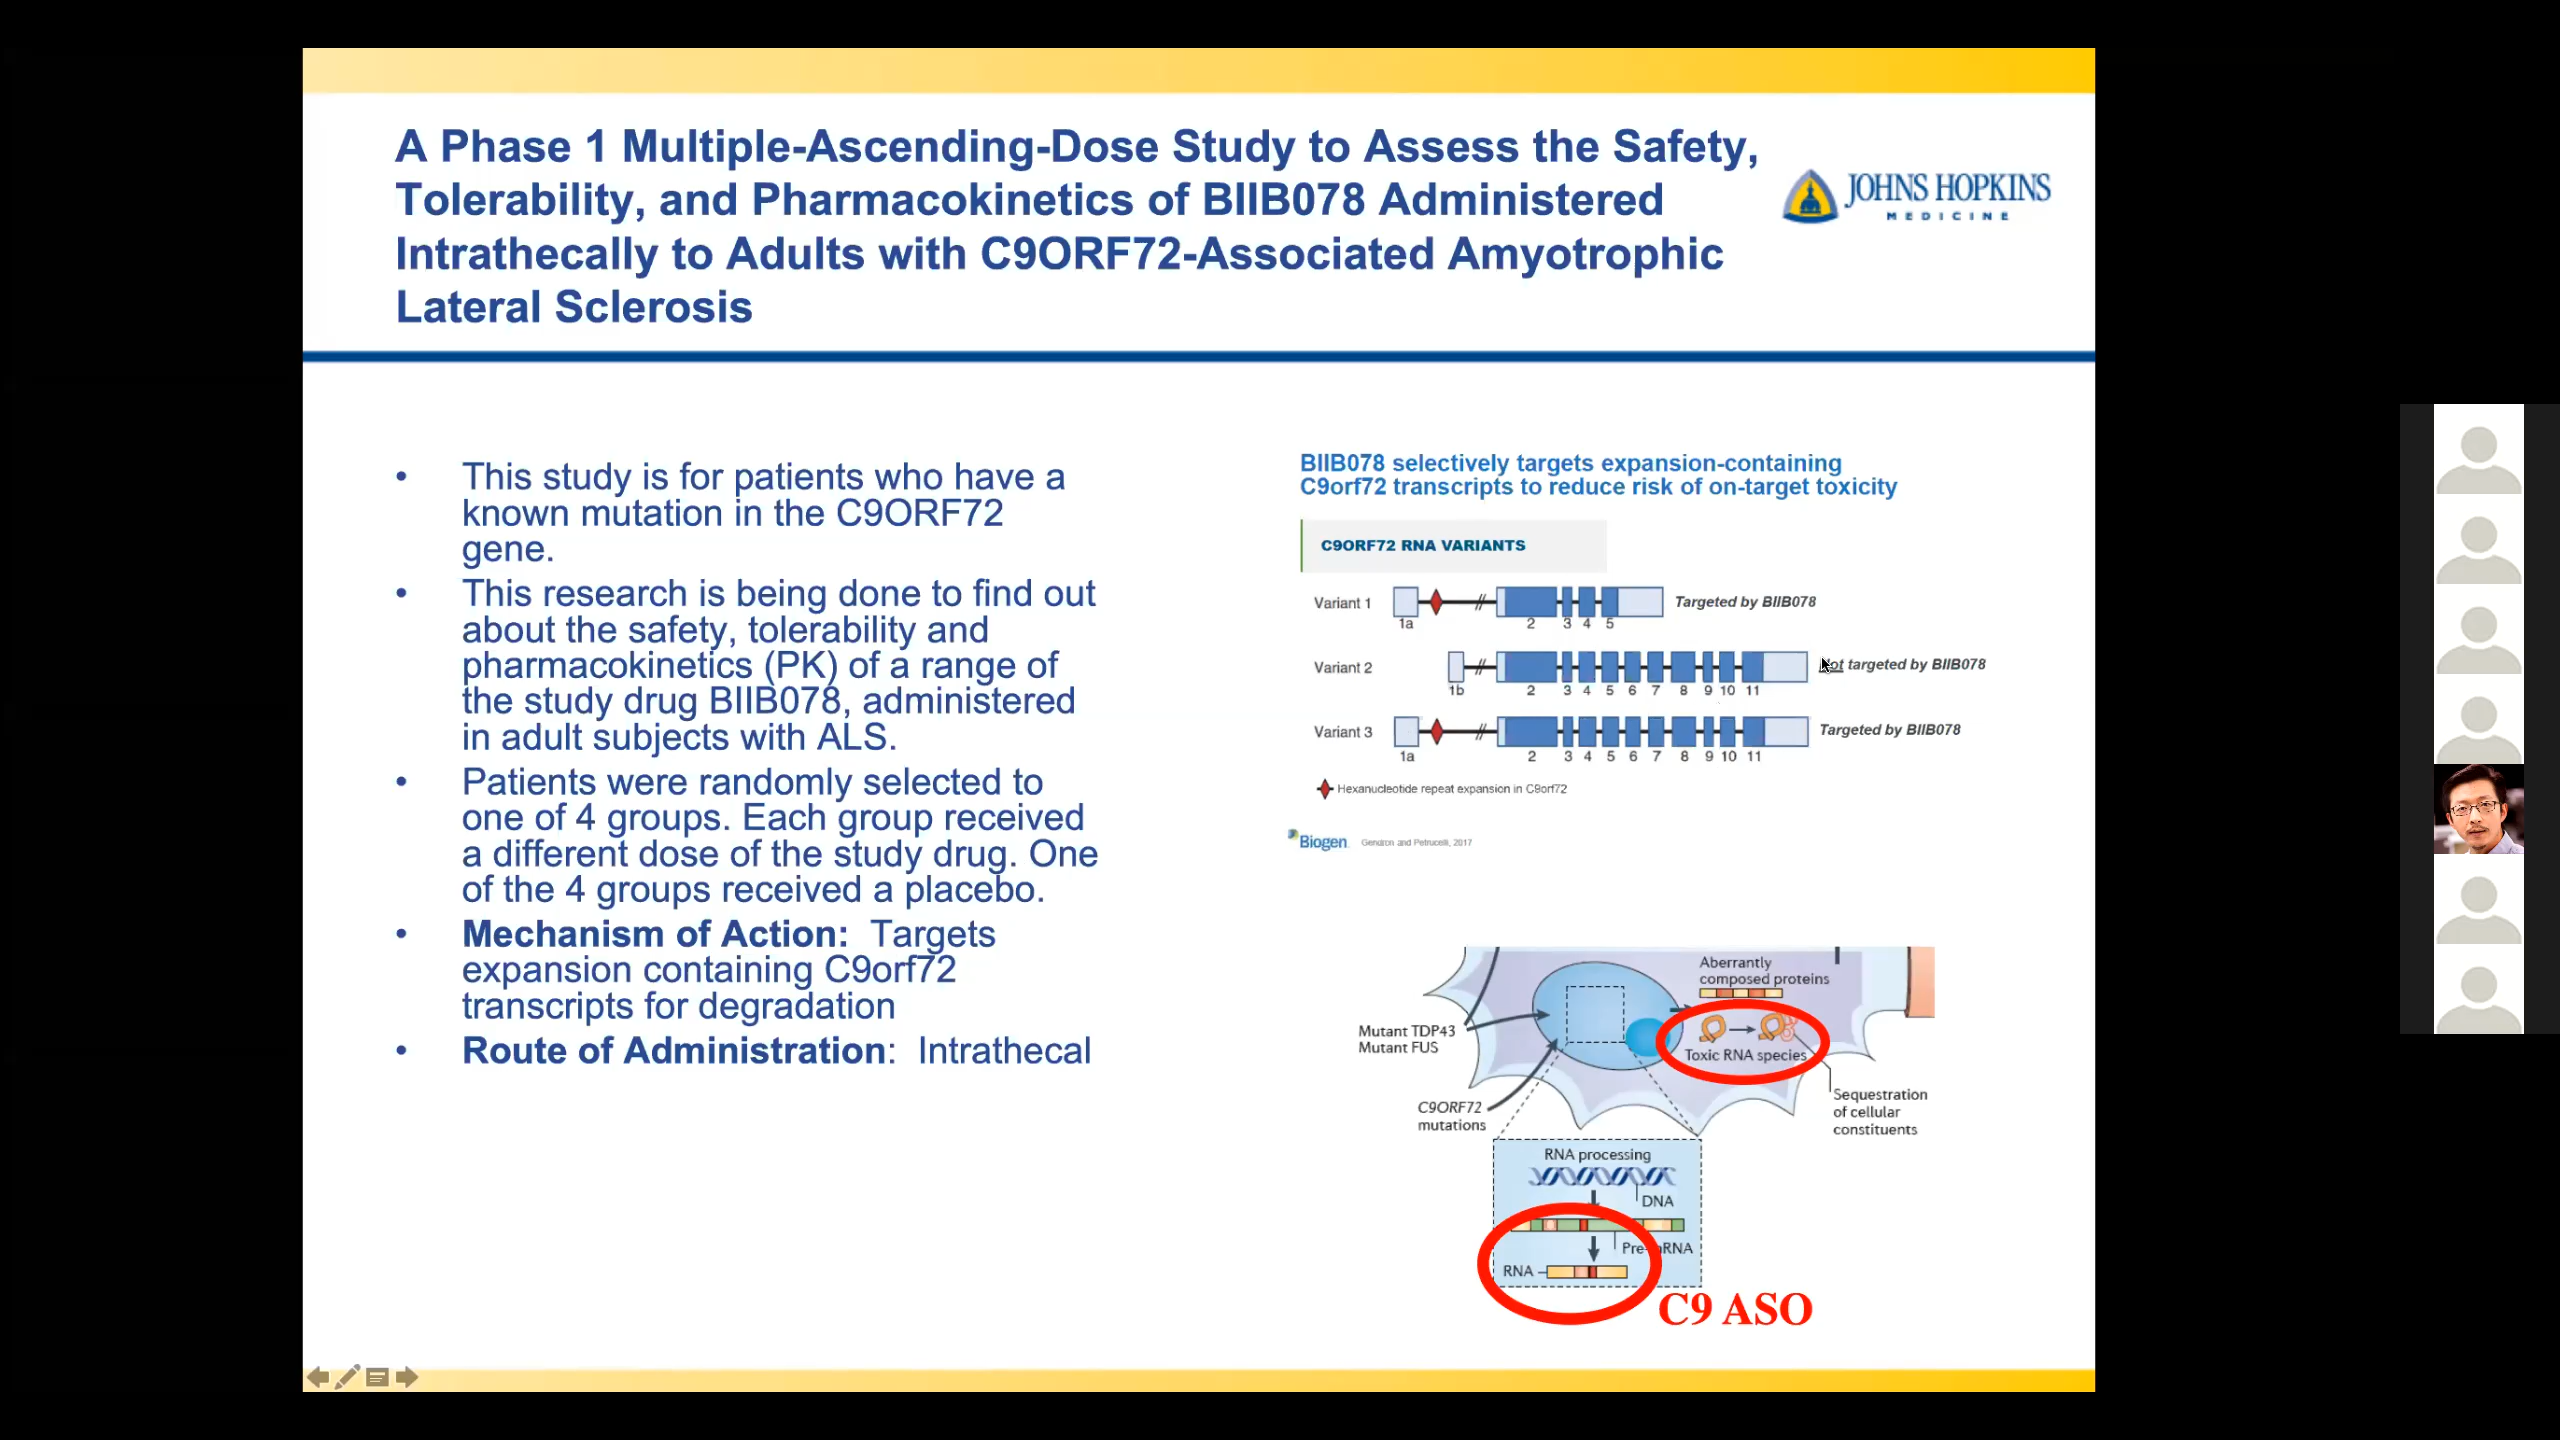 A Phase 1 Multiple-Ascending-Dose Study to Assess the Safety,
Tolerability, and Pharmacokinetics of BIIB078 Administered
Intrathecally to Adults with C9ORF72-Associated Amyotrophic
Lateral Sclerosis
JOHNS HOPKINS
MEDICINE
• This study is for patients who have a
known mutation in the C9ORF72
gene.
• This research is being done to find out
about the safety, tolerability and
pharmacokinetics (PK) of a range of
the study drug BIIB078, administered
in adult subjects with ALS.
• Patients were randomly selected to
one of 4 groups. Each group received
a different dose of the study drug. One
of the 4 groups received a placebo.
• Mechanism of Action: Targets
expansion containing C9orf72
transcripts for degradation
• Route of Administration: Intrathecal
BIIB078 selectively targets expansion-containing
C9orf72 transcripts to reduce risk of on-target toxicity
C9ORF72 RNA VARIANTS
Variant 1 Targeted by BIIB078
1a 2 3 4 5
Variant 2 Not targeted by BIIB078
1b 2 3 4 5 6 7 8 9 10 11
Variant 3 Targeted by BIIB078
1a 2 3 4 5 6 7 8 9 10 11
Hexanucleotide repeat expansion in C9orf72
Biogen Gendron and Petrucelli, 2017
Aberrantly
composed proteins
Mutant TDP43
Mutant FUS
Toxic RNA species
Sequestration
of cellular
constituents
C9ORF72
mutations
RNA processing
DNA
Pre-mRNA
RNA
C9 ASO